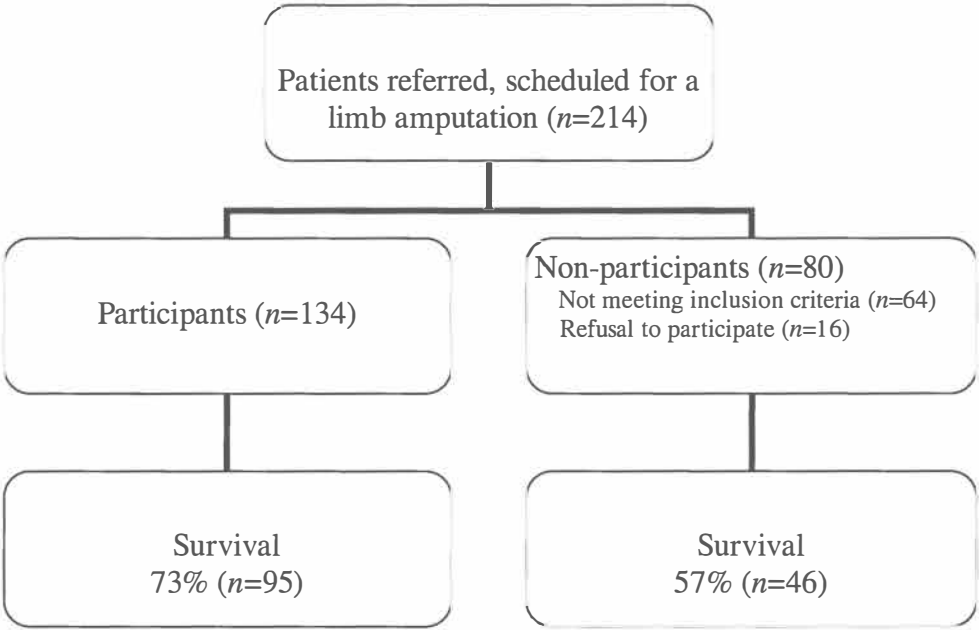 Patients referred, scheduled for a
limb amputation (n=214)
Participants (n=134)
Non-participants (n=80)
Not meeting inclusion criteria (n=64)
Refusal to participate (n=16)
Survival
73% (n=95)
Survival
57% (n=46)